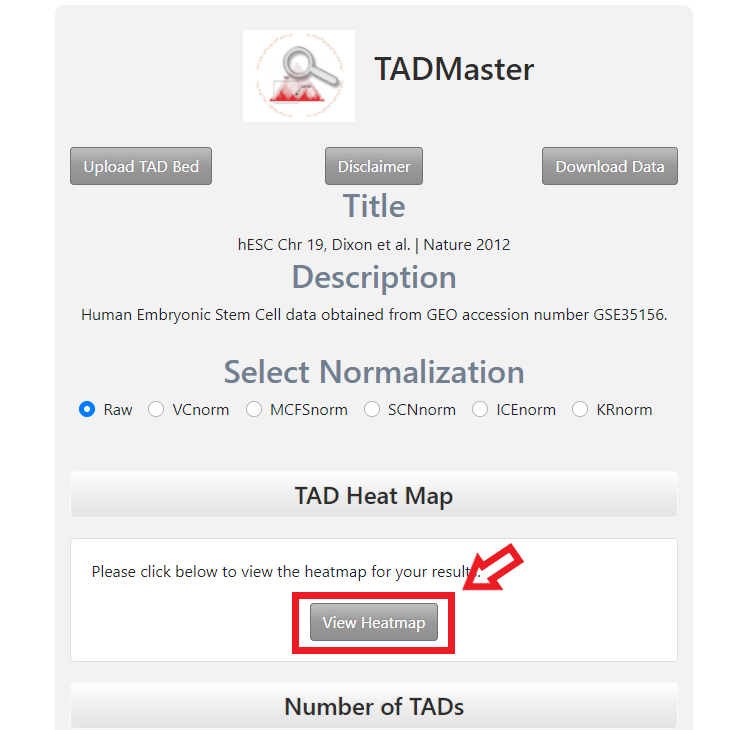 TADMaster
Upload TAD Bed
Disclaimer
Download Data
Title
hESC Chr 19, Dixon et al. | Nature 2012
Description
Human Embryonic Stem Cell data obtained from GEO accession number GSE35156.
Select Normalization
Raw VCnorm MCFSnorm SCNnorm ICEnorm KRnorm
TAD Heat Map
Please click below to view the heatmap for your results.
View Heatmap
Number of TADs